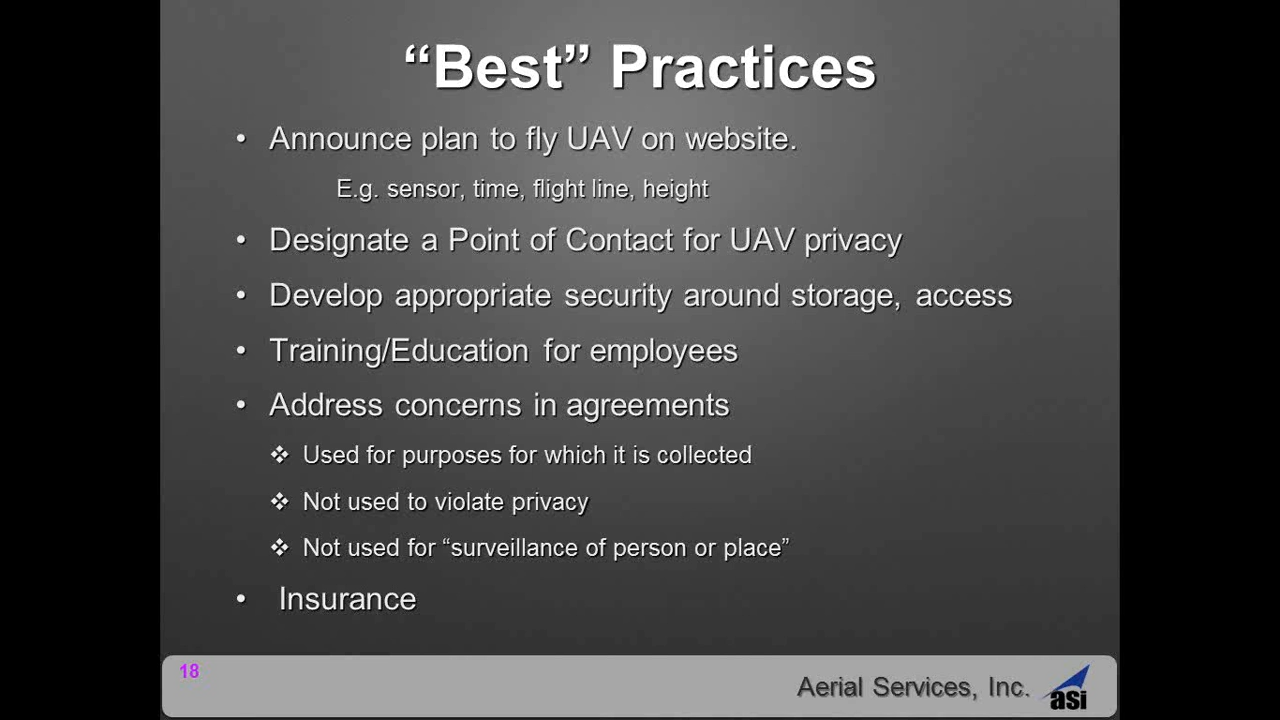 “Best” Practices
• Announce plan to fly UAV on website.
E.g. sensor, time, flight line, height
• Designate a Point of Contact for UAV privacy
• Develop appropriate security around storage, access
• Training/Education for employees
• Address concerns in agreements
❖ Used for purposes for which it is collected
❖ Not used to violate privacy
❖ Not used for “surveillance of person or place”
• Insurance
18
Aerial Services, Inc.
asi